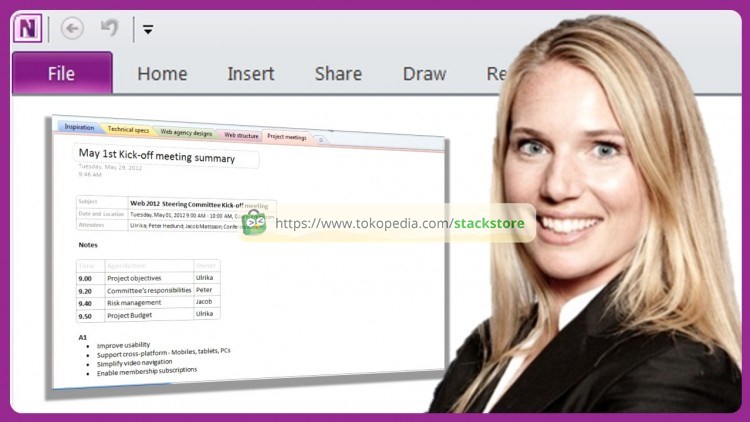 N
File Home Insert Share Draw Re
Inspiration Technical specs Web agency designs Web structure Project meetings
May 1st Kick-off meeting summary
Tuesday, May 29, 2012
9:46 AM
Subject Web 2012 Steering Committee Kick-off meeting
Date and Location Tuesday, May 01, 2012 9:00 AM - 10:00 AM,
Attendees Ulrika; Peter Hedlund; Jacob Mattsson;
https://www.tokopedia.com/stackstore
Notes
Time Owner
9.00 Project objectives Ulrika
9.20 Committee's responsibilities Peter
9.40 Risk management Jacob
9.50 Project Budget Ulrika
A1
• Improve usability
• Support cross-platform - Mobiles, tablets, PCs
• Simplify video navigation
• Enable membership subscriptions